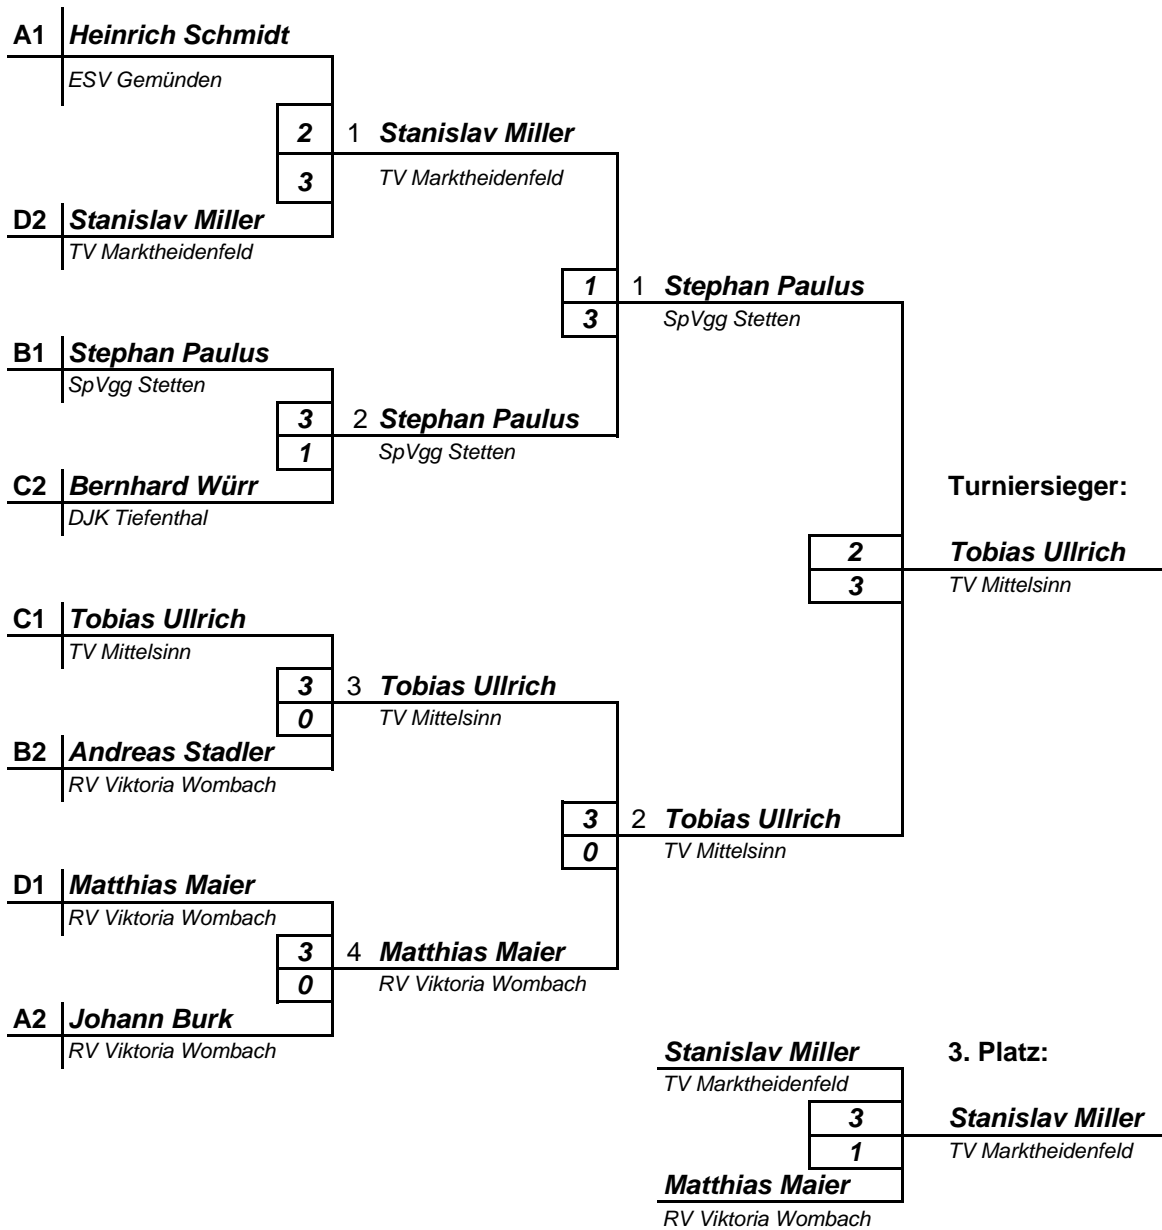 A1 Heinrich Schmidt
ESV Gemünden
2 1 Stanislav Miller
3 TV Marktheidenfeld
D2 Stanislav Miller
TV Marktheidenfeld
1 1 Stephan Paulus
3 SpVgg Stetten
B1 Stephan Paulus
SpVgg Stetten
3 2 Stephan Paulus
1 SpVgg Stetten
C2 Bernhard Würr Turniersieger:
DJK Tiefenthal
2 Tobias Ullrich
3 TV Mittelsinn
C1 Tobias Ullrich
TV Mittelsinn
3 3 Tobias Ullrich
0 TV Mittelsinn
B2 Andreas Stadler
RV Viktoria Wombach
3 2 Tobias Ullrich
0 TV Mittelsinn
D1 Matthias Maier
RV Viktoria Wombach
3 4 Matthias Maier
0 RV Viktoria Wombach
A2 Johann Burk
RV Viktoria Wombach
Stanislav Miller 3. Platz:
TV Marktheidenfeld
3 Stanislav Miller
1 TV Marktheidenfeld
Matthias Maier
RV Viktoria Wombach